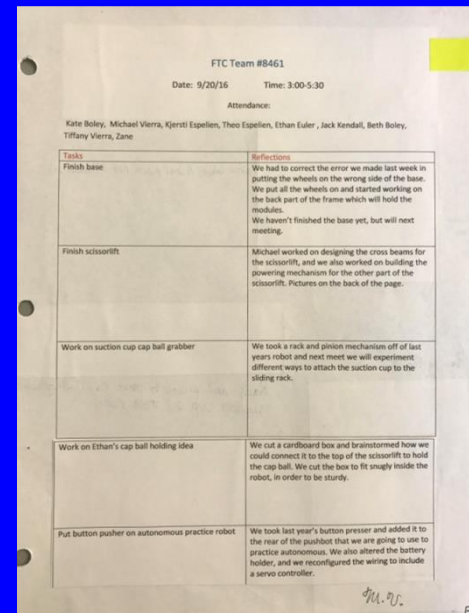 FTC Team #8461
Date: 9/20/16 Time: 3:00-5:30
Attendance:
Kate Boley, Michael Vierra, Kjersti Espelien, Theo Espelien, Ethan Euler , Jack Kendall, Beth Boley,
Tiffany Vierra, Zane
Tasks Reflections
Finish base
We had to correct the error we made last week in
putting the wheels on the wrong side of the base.
We put all the wheels on and started working on
the back part of the frame which will hold the
modules.
We haven't finished the base yet, but will next
meeting.
Finish scissorlift
Michael worked on designing the cross beams for
the scissorlift, and we also worked on building the
powering mechanism for the other part of the
scissorlift. Pictures on the back of the page.
Work on suction cup cap ball grabber
We took a rack and pinion mechanism off of last
years robot and next meet we will experiment
different ways to attach the suction cup to the
sliding rack.
Work on Ethan's cap ball holding idea
We cut a cardboard box and brainstormed how we
could connect it to the top of the scissorlift to hold
the cap ball. We cut the box to fit snugly inside the
robot, in order to be sturdy.
Put button pusher on autonomous practice robot
We took last year's button presser and added it to
the rear of the pushbot that we are going to use to
practice autonomous. We also altered the battery
holder, and we reconfigured the wiring to include
a servo controller.
M.V.